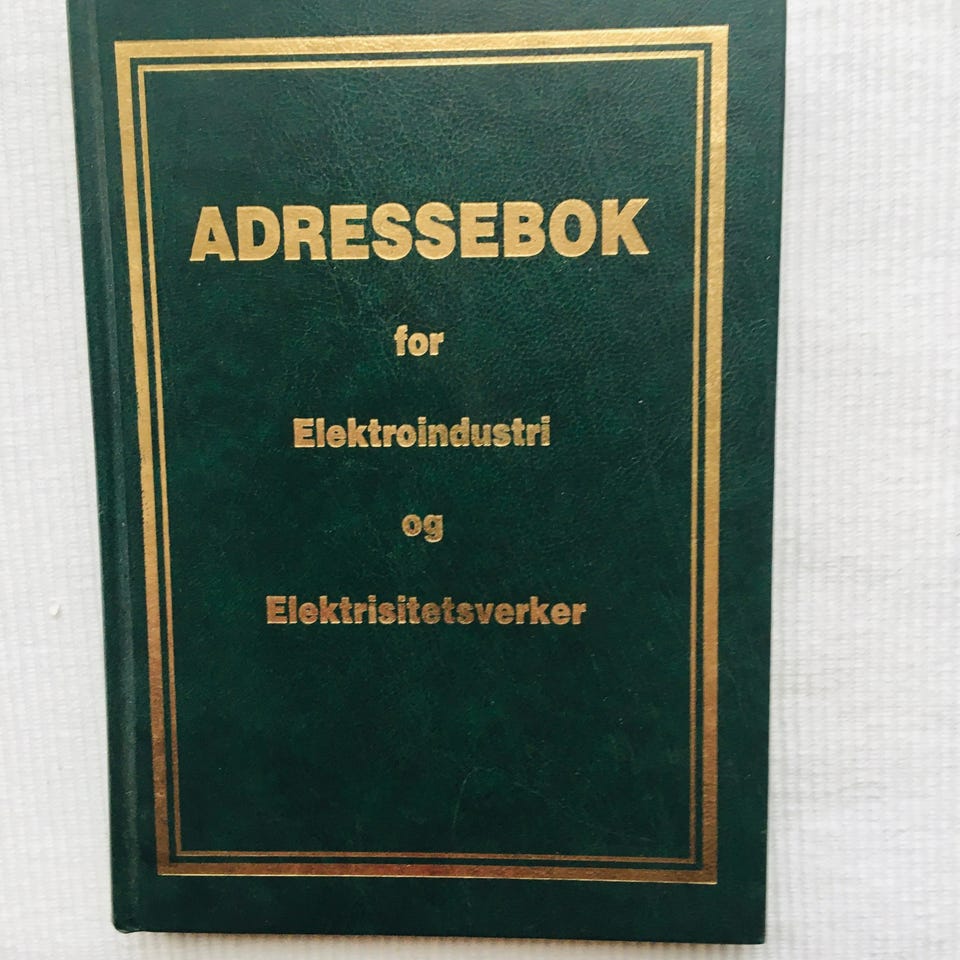 ADRESSEBOK
for
Elektroindustri
og
Elektrisitetsverker